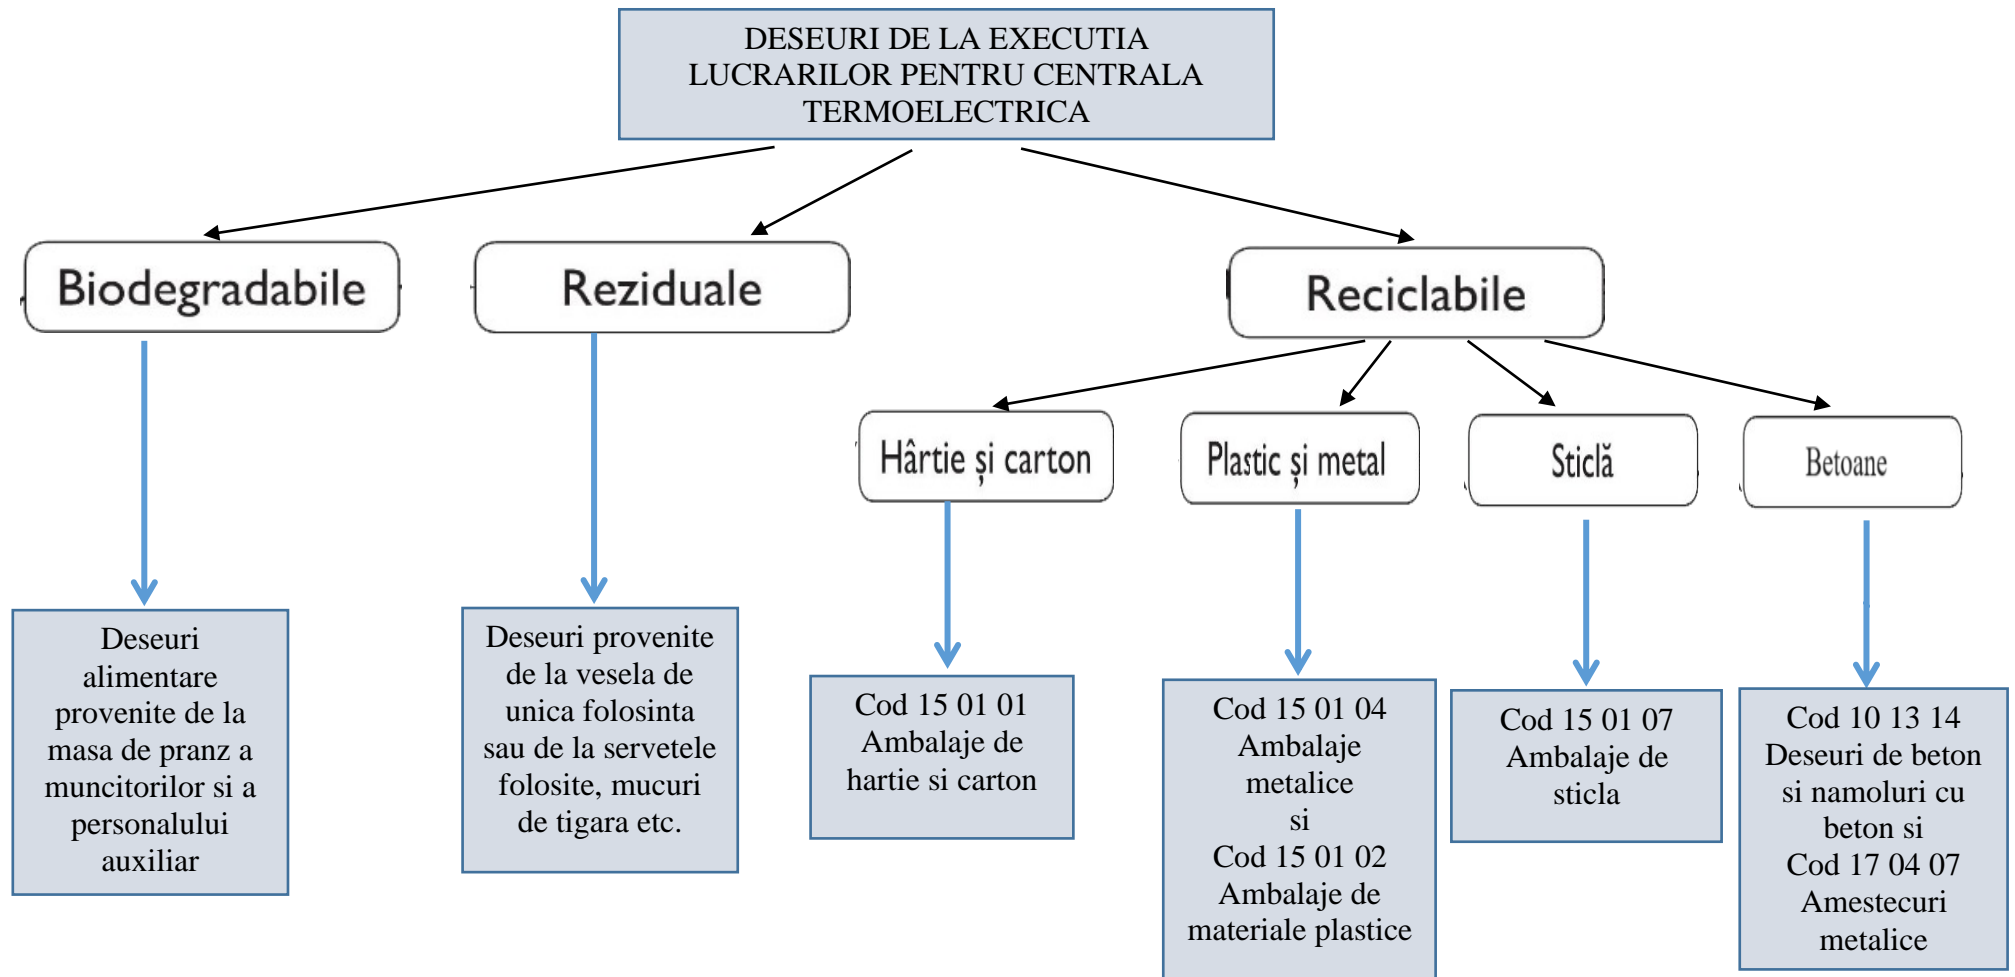 DESEURI DE LA EXECUTIA
LUCRARILOR PENTRU CENTRALA
TERMOELECTRICA
Biodegradabile
Reziduale
Reciclabile
Hârtie și carton
Plastic și metal
Sticlă
Betoane
Deseuri
alimentare
provenite de la
masa de pranz a
muncitorilor si a
personalului
auxiliar
Deseuri provenite
de la vesela de
unica folosinta
sau de la servetele
folosite, mucuri
de tigara etc.
Cod 15 01 01
Ambalaje de
hartie si carton
Cod 15 01 04
Ambalaje
metalice
si
Cod 15 01 02
Ambalaje de
materiale plastice
Cod 15 01 07
Ambalaje de
sticla
Cod 10 13 14
Deseuri de beton
si namoluri cu
beton si
Cod 17 04 07
Amestecuri
metalice